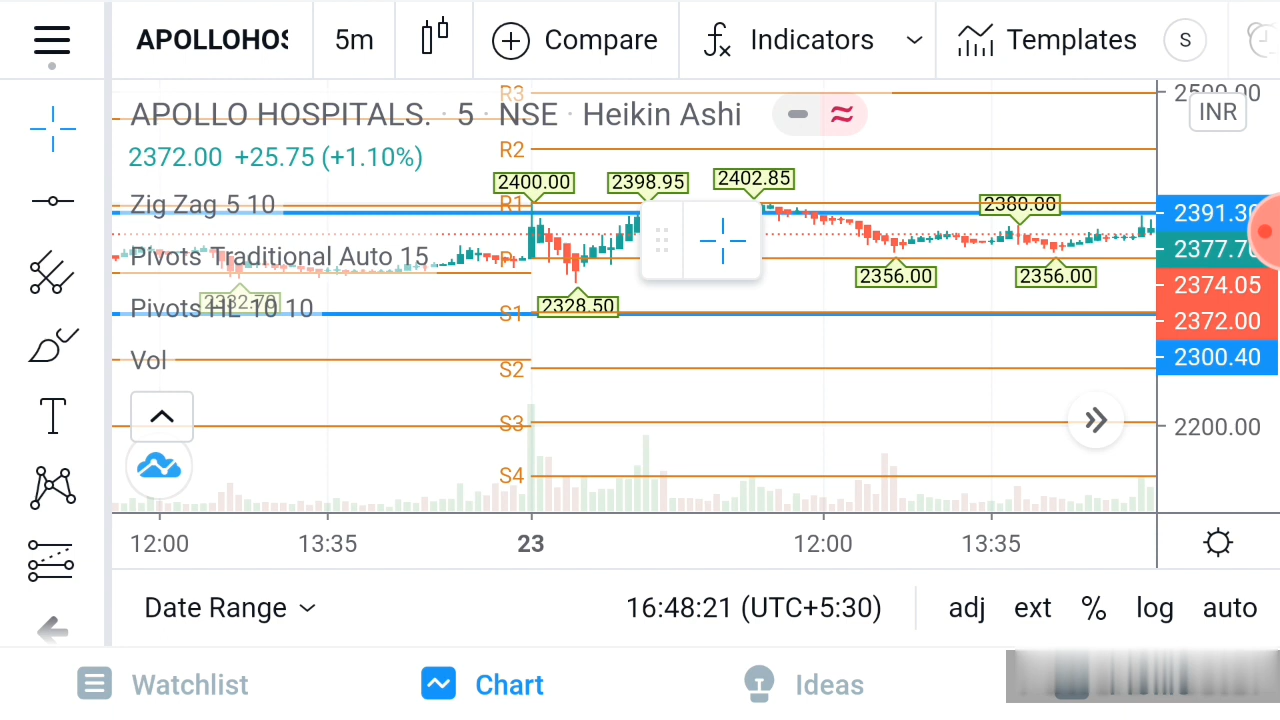 APOLLOHOS 5m Compare Indicators Templates S
R3 2500.00
APOLLO HOSPITALS. · 5 · NSE · Heikin Ashi INR
R2
2372.00 +25.75 (+1.10%)
2400.00 2398.95 2402.85
Zig Zag 5 10 R1 2380.00 2391.30
Pivots Traditional Auto 15 P 2377.70
2356.00 2356.00 2374.05
2332.70 2328.50
Pivots HL 10 10 S1 2372.00
Vol S2 2300.40
S3 2200.00
S4
12:00 13:35 23 12:00 13:35
Date Range 16:48:21 (UTC+5:30) adj ext % log auto
Watchlist Chart Ideas